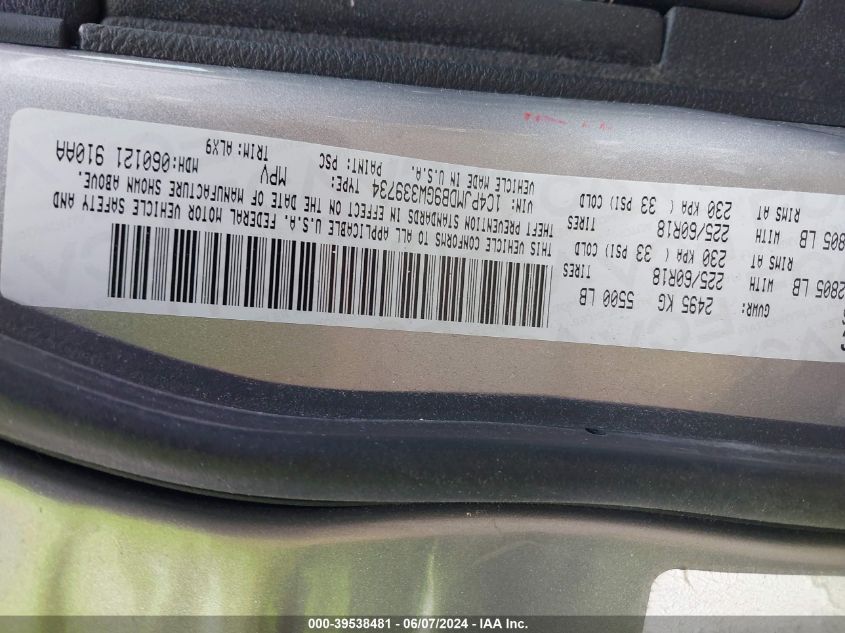 GVWR: 2495 KG 5500 LB
2805 LB WITH 225/60R18 TIRES
RIMS AT 230 KPA ( 33 PSI) COLD
2805 LB WITH 225/60R18 TIRES
RIMS AT 230 KPA ( 33 PSI) COLD
THIS VEHICLE CONFORMS TO ALL APPLICABLE U.S.A. FEDERAL MOTOR VEHICLE SAFETY AND
THEFT PREVENTION STANDARDS IN EFFECT ON THE DATE OF MANUFACTURE SHOWN ABOVE.
VIN: 1C4PJMDB9GW339734 TYPE: MPV MDH:060121 910AA
VEHICLE MADE IN U.S.A. PAINT: PSC TRIM:ALX9
000-39538481 - 06/07/2024 - IAA Inc.